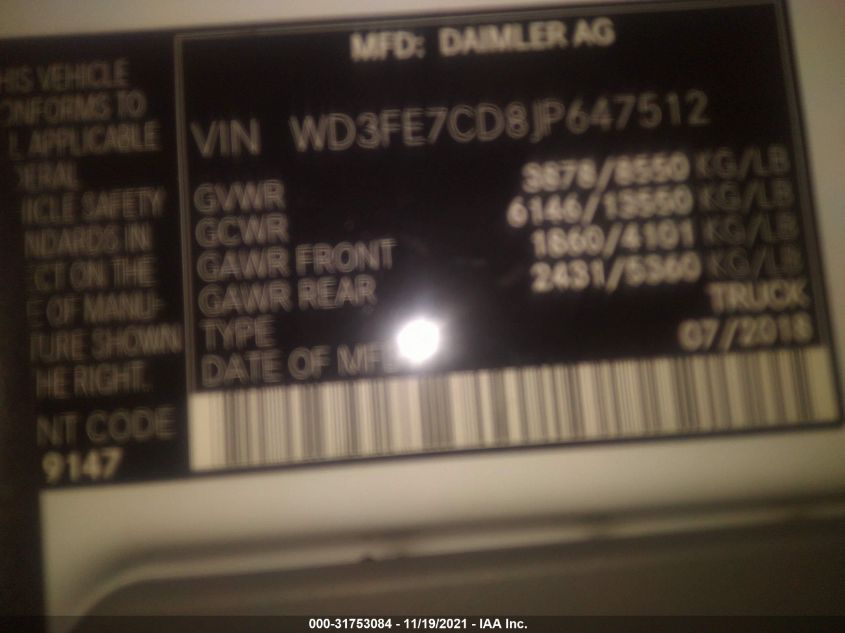 MFD: DAIMLER AG
VIN WD3FE7CD8JP647512
GVWR 3878/8550 KG/LB
GCWR 6146/13550 KG/LB
GAWR FRONT 1860/4101 KG/LB
GAWR REAR 2431/5360 KG/LB
TYPE TRUCK
DATE OF MF 07/2018
HIS VEHICLE
ONFORMS TO
L APPLICABLE
DERAL
ICLE SAFETY
NDARDS IN
ECT ON THE
E OF MANU-
TURE SHOWN
HE RIGHT.
NT CODE
9147
000-31753084 - 11/19/2021 - IAA Inc.